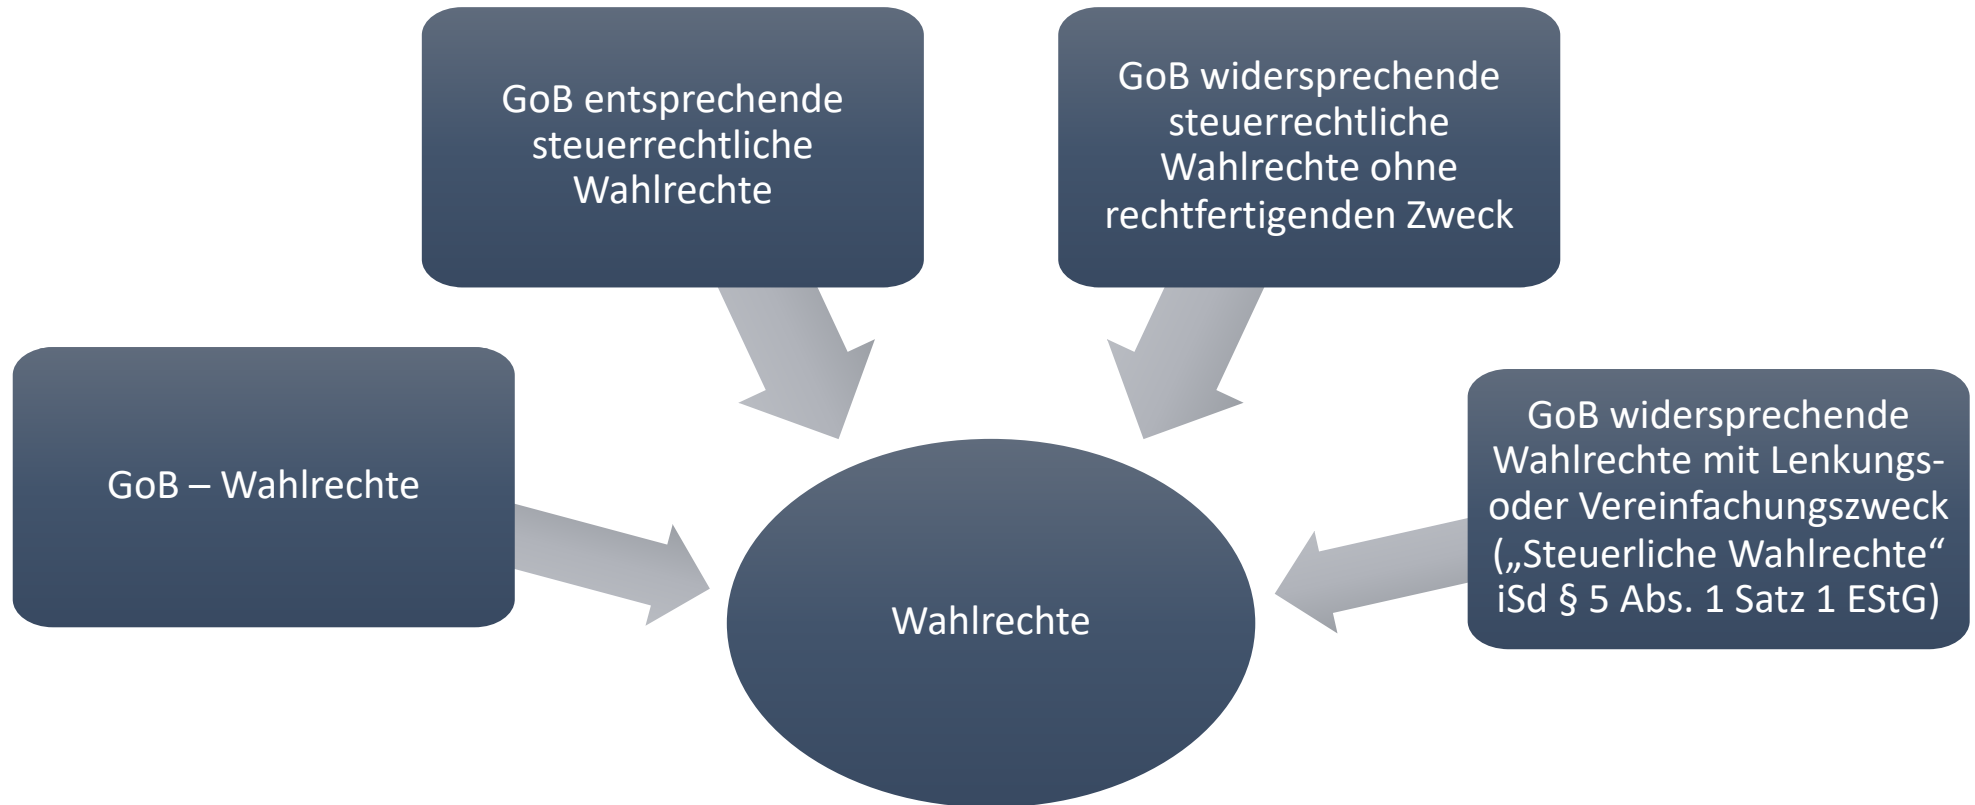 GoB entsprechende
steuerrechtliche
Wahlrechte
GoB widersprechende
steuerrechtliche
Wahlrechte ohne
rechtfertigenden Zweck
GoB – Wahlrechte
GoB widersprechende
Wahlrechte mit Lenkungs-
oder Vereinfachungszweck
(„Steuerliche Wahlrechte“
iSd § 5 Abs. 1 Satz 1 EStG)
Wahlrechte